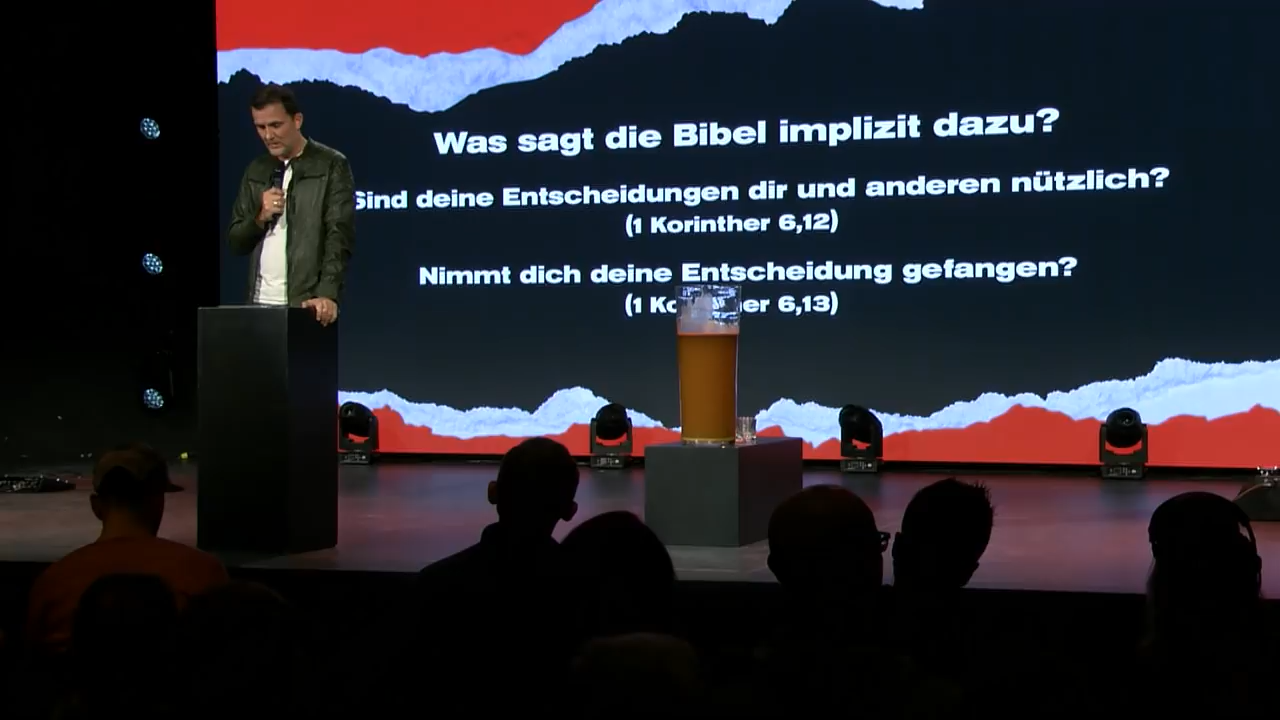 Was sagt die Bibel implizit dazu?
Sind deine Entscheidungen dir und anderen nützlich?
(1 Korinther 6,12)
Nimmt dich deine Entscheidung gefangen?
(1 Ko er 6,13)